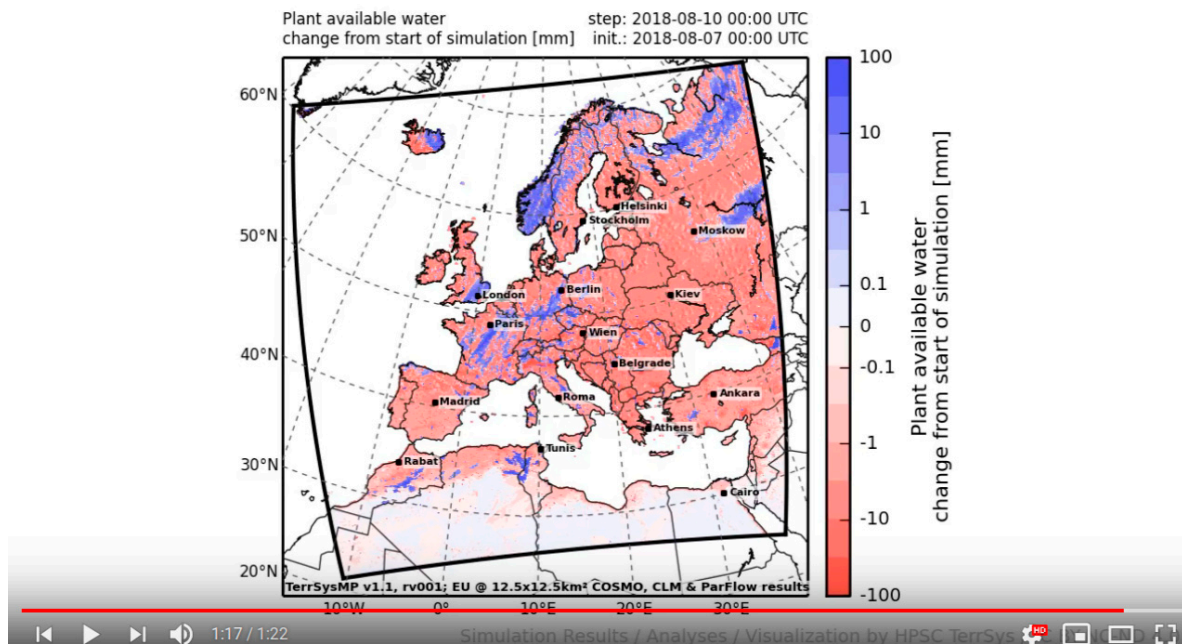 Plant available water step: 2018-08-10 00:00 UTC
change from start of simulation [mm] init.: 2018-08-07 00:00 UTC
100
60°N
10
Helsinki
Stockholm
1
Moskow
50°N
London
Berlin
Kiev
0.1
Paris
0
Wien
40°N
Belgrade
-0.1
Madrid
Roma
Ankara
Athens
-1
Tunis
30°N
Rabat
Cairo
-10
20°N
TerrSysMP v1.1, rv001; EU @ 12.5x12.5km² COSMO, CLM & ParFlow results
-100
10°W 0° 10°E 20°E 30°E
Plant available water
change from start of simulation [mm]
1:17 / 1:22
Simulation Results / Analyses / Visualization by HPSC TerrSys
HD